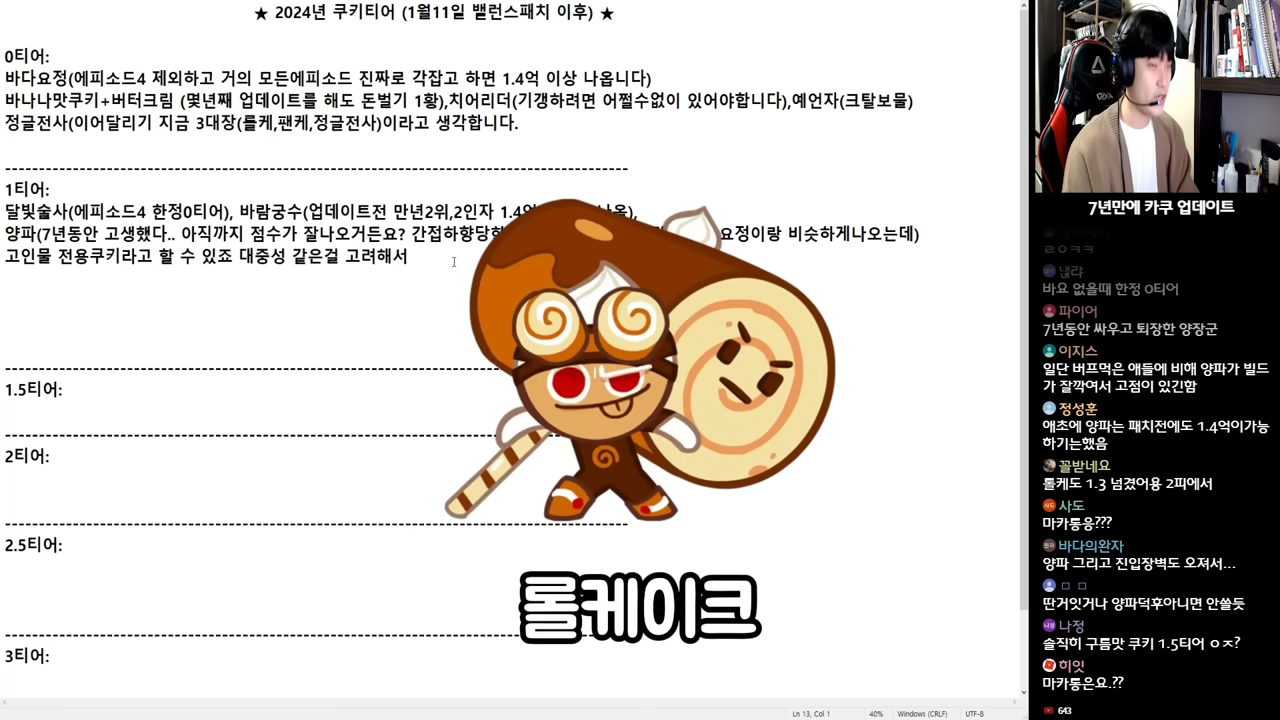 ★ 2024년 쿠키티어 (1월11일 밸런스패치 이후) ★
0티어:
바다요정(에피소드4 제외하고 거의 모든에피소드 진짜로 각잡고 하면 1.4억 이상 나옵니다)
바나나맛쿠키+버터크림 (몇년째 업데이트를 해도 돈벌기 1황),치어리더(기갱하려면 어쩔수없이 있어야합니다),예언자(크탈보물)
정글전사(이어달리기 지금 3대장(롤케,팬케,정글전사)이라고 생각합니다.
--------------------------------------------------------------------------------
1티어:
달빛술사(에피소드4 한정0티어), 바람궁수(업데이트전 만년2위,2인자 1.4억
양파(7년동안 고생했다.. 아직까지 점수가 잘나오거든요? 간접하향당한 요정이랑 비슷하게나오는데)
고인물 전용쿠키라고 할 수 있죠 대중성 같은걸 고려해서
--------------------------------------------------------------------------------
1.5티어:
--------------------------------------------------------------------------------
2티어:
--------------------------------------------------------------------------------
2.5티어:
--------------------------------------------------------------------------------
3티어:
롤케이크
Ln 13, Col 1
40%
Windows (CRLF)
UTF-8
7년만에 카쿠 업데이트
ㄹㅇㅋㅋ
냲랴
바요 없을때 한정 0티어
파이어
7년동안 싸우고 퇴장한 양장군
이지스
일단 버프먹은 애들에 비해 양파가 빌드
가 잘깍여서 고점이 있긴함
정성훈
애초에 양파는 패치전에도 1.4억이가능
하기는했음
꼴받네요
롤케도 1.3 넘겼어용 2피에서
사도
마카롱응???
바다의완자
양파 그리고 진입장벽도 오져서...
ㅁ ㅁ
딴거잇거나 양파덕후아니면 안쓸듯
나정
솔직히 구름맛 쿠키 1.5티어 ㅇㅈ?
히잇
마카롱은요.??
643